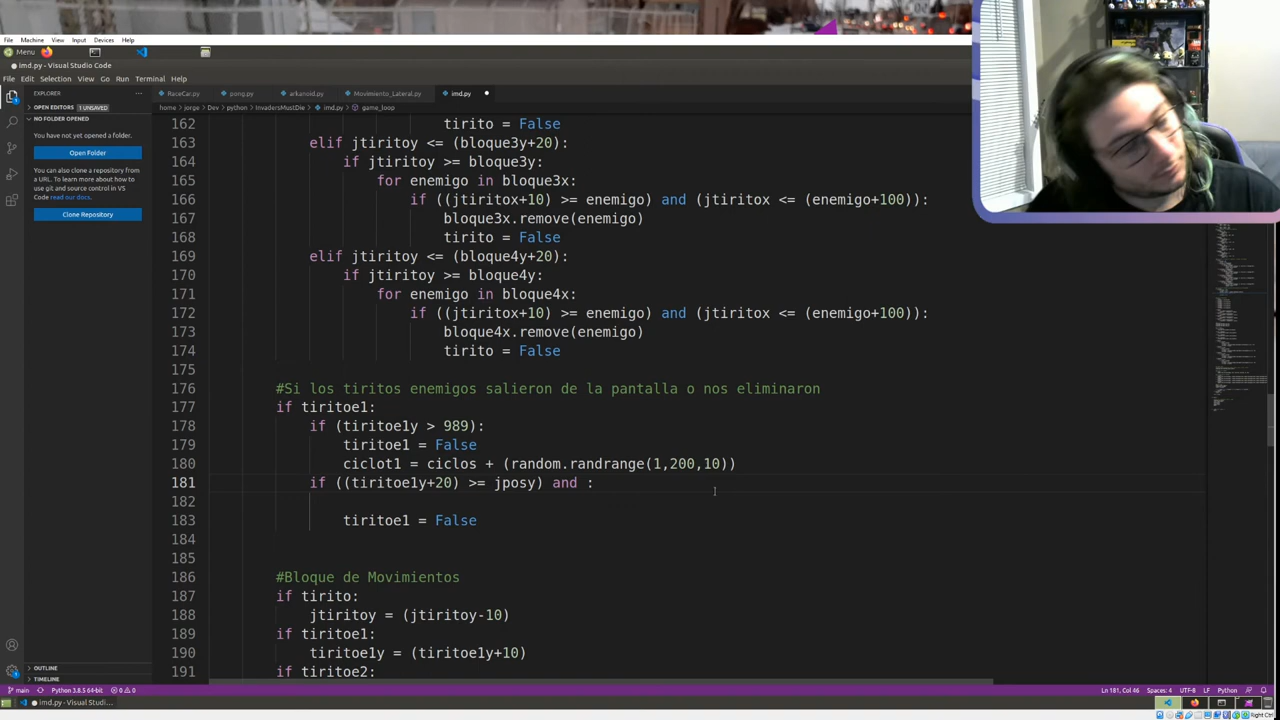 File Machine View Input Devices Help
Menu
imd.py - Visual Studio Code
File Edit Selection View Go Run Terminal Help
EXPLORER ···
RaceCar.py pong.py arkanoid.py Movimiento_Lateral.py imd.py
OPEN EDITORS 1 UNSAVED
home > jorge > Dev > python > InvadersMustDie > imd.py > game_loop
NO FOLDER OPENED
You have not yet opened a folder.
Open Folder
You can also clone a repository from a URL. To learn more about how to use git and source control in VS Code read our docs.
Clone Repository
162 tirito = False
163 elif jtiritoy <= (bloque3y+20):
164 if jtiritoy >= bloque3y:
165 for enemigo in bloque3x:
166 if ((jtiritox+10) >= enemigo) and (jtiritox <= (enemigo+100)):
167 bloque3x.remove(enemigo)
168 tirito = False
169 elif jtiritoy <= (bloque4y+20):
170 if jtiritoy >= bloque4y:
171 for enemigo in bloque4x:
172 if ((jtiritox+10) >= enemigo) and (jtiritox <= (enemigo+100)):
173 bloque4x.remove(enemigo)
174 tirito = False
175
176 #Si los tiritos enemigos salieron de la pantalla o nos eliminaron
177 if tiritoe1:
178 if (tiritoe1y > 989):
179 tiritoe1 = False
180 ciclot1 = ciclos + (random.randrange(1,200,10))
181 if ((tiritoe1y+20) >= jposy) and :
182
183 tiritoe1 = False
184
185
186 #Bloque de Movimientos
187 if tirito:
188 jtiritoy = (jtiritoy-10)
189 if tiritoe1:
190 tiritoe1y = (tiritoe1y+10)
191 if tiritoe2:
OUTLINE
TIMELINE
main Python 3.8.5 64-bit 0 0 Ln 181, Col 46 Spaces: 4 UTF-8 LF Python
imd.py - Visual Studi...
Right Ctrl